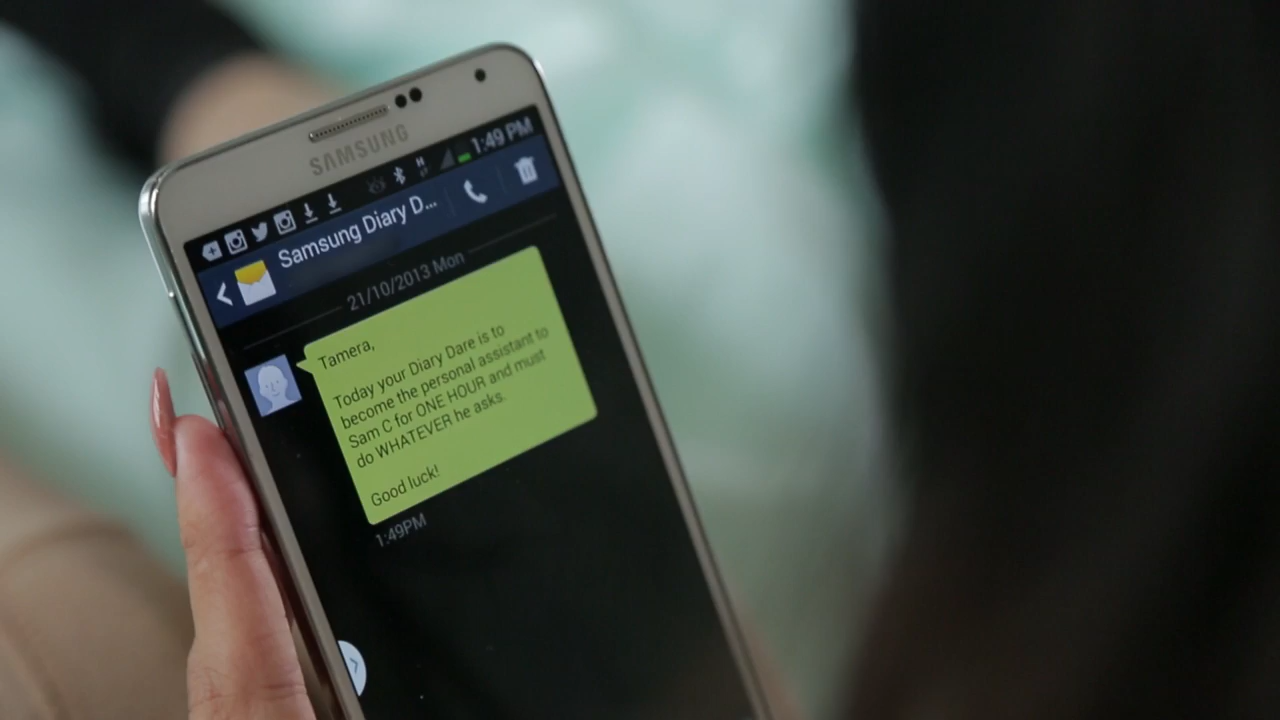 SAMSUNG
1:49 PM
Samsung Diary D...
21/10/2013 Mon
Tamera,
Today your Diary Dare is to
become the personal assistant to
Sam C for ONE HOUR and must
do WHATEVER he asks.
Good luck!
1:49PM